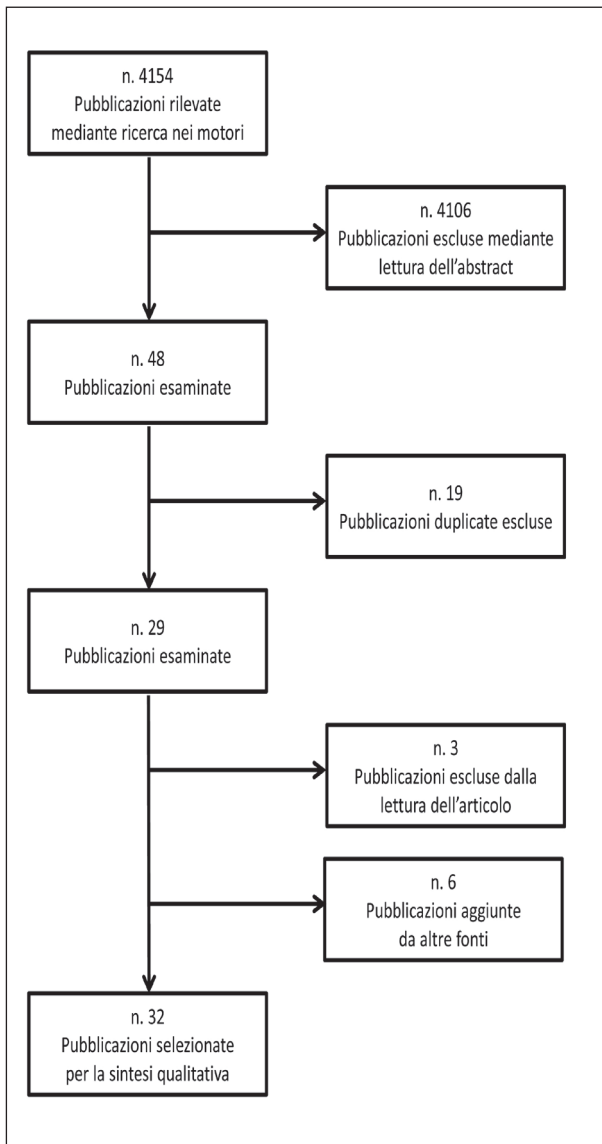 n. 4154
Pubblicazioni rilevate
mediante ricerca nei motori
n. 4106
Pubblicazioni escluse mediante
lettura dell'abstract
n. 48
Pubblicazioni esaminate
n. 19
Pubblicazioni duplicate escluse
n. 29
Pubblicazioni esaminate
n. 3
Pubblicazioni escluse dalla
lettura dell'articolo
n. 6
Pubblicazioni aggiunte
da altre fonti
n. 32
Pubblicazioni selezionate
per la sintesi qualitativa